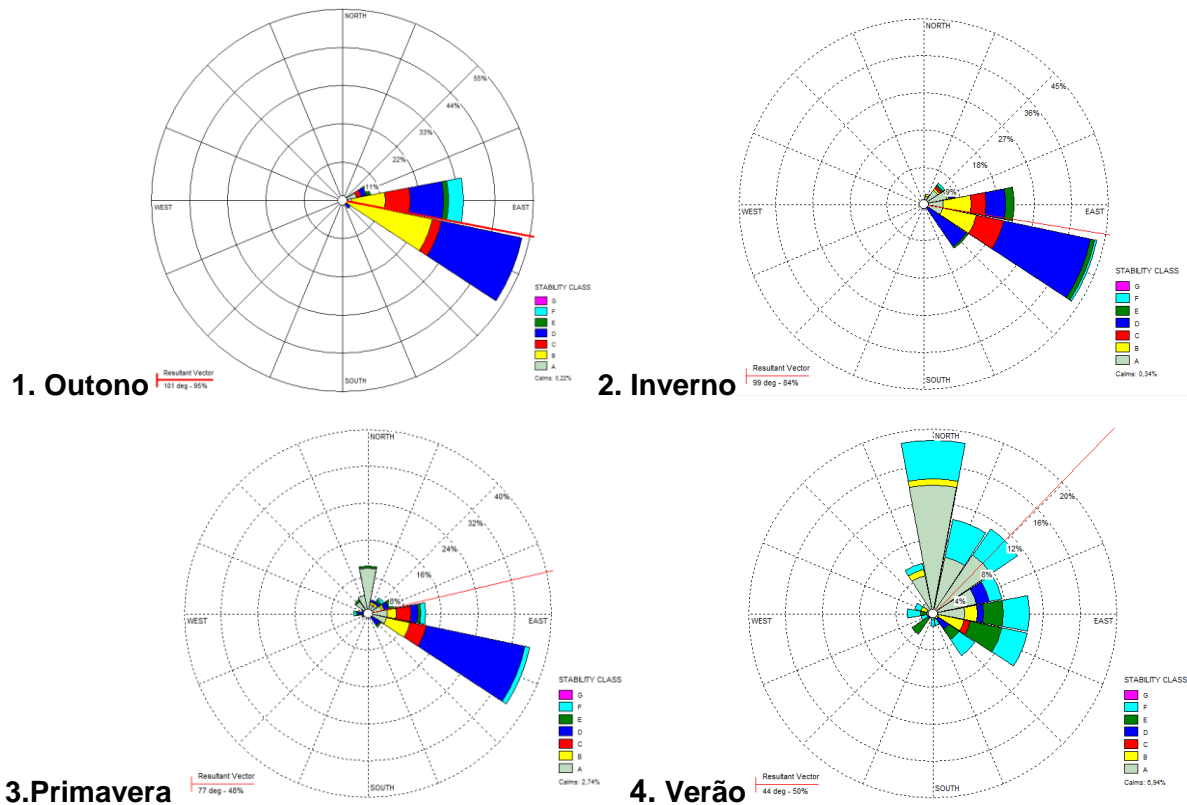 NORTH
55%
44%
33%
22%
11%
WEST
EAST
SOUTH
STABILITY CLASS
G
F
E
D
C
B
A
Calms: 0,22%
Resultant Vector
101 deg - 95%
1. Outono
NORTH
45%
36%
27%
18%
9%
WEST
EAST
SOUTH
STABILITY CLASS
G
F
E
D
C
B
A
Calms: 0,34%
Resultant Vector
99 deg - 84%
2. Inverno
NORTH
40%
32%
24%
16%
8%
WEST
EAST
SOUTH
STABILITY CLASS
G
F
E
D
C
B
A
Calms: 2,74%
Resultant Vector
77 deg - 48%
3.Primavera
NORTH
20%
16%
12%
8%
4%
WEST
EAST
SOUTH
STABILITY CLASS
G
F
E
D
C
B
A
Calms: 6,94%
Resultant Vector
44 deg - 50%
4. Verão